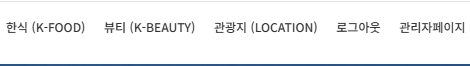 한식 (K-FOOD) 뷰티 (K-BEAUTY) 관광지 (LOCATION) 로그아웃 관리자페이지